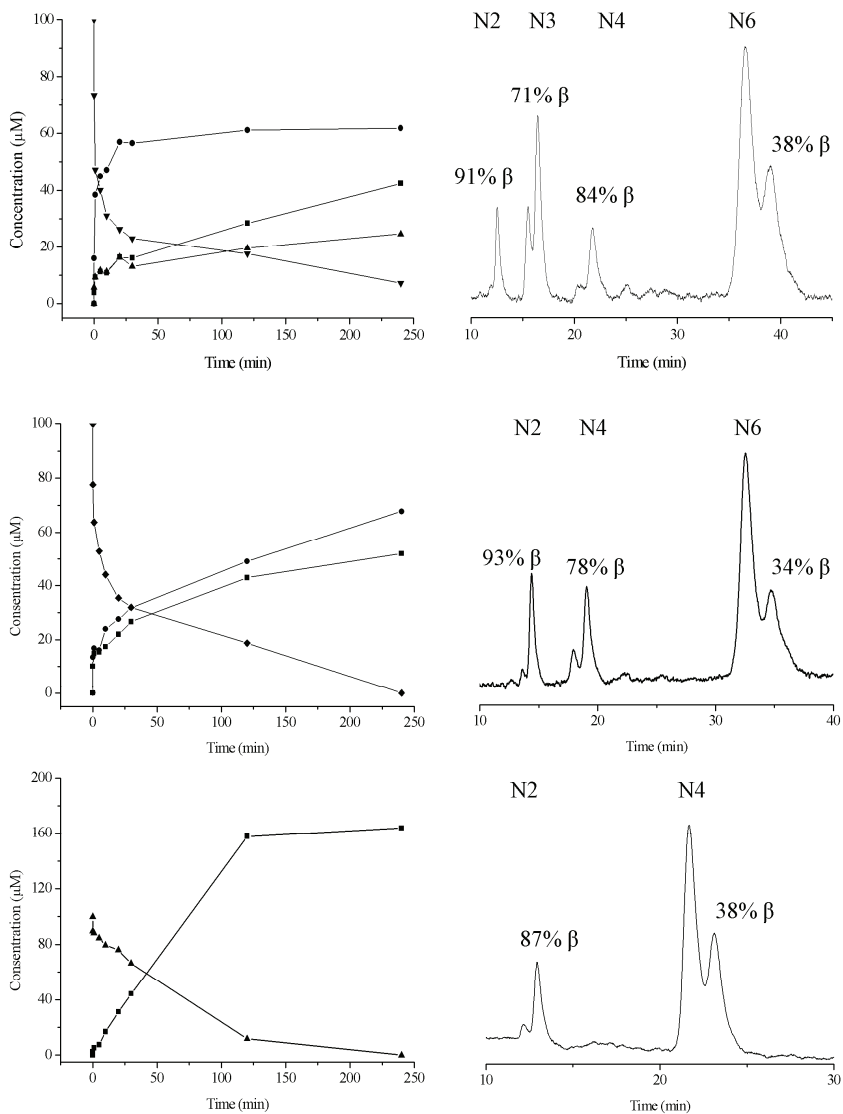 100
80
60
40
20
0
Concentration (µM)
0 50 100 150 200 250
Time (min)
N2 N3 N4 N6
71% β
38% β
91% β
84% β
10 20 30 40
Time (min)
100
80
60
40
20
0
Consentration (µM)
0 50 100 150 200 250
Time (min)
N2 N4 N6
93% β 78% β 34% β
10 20 30 40
Time (min)
200
160
120
80
40
0
Consentration (µM)
0 50 100 150 200 250
Time (min)
N2 N4
38% β
87% β
10 20 30
Time (min)